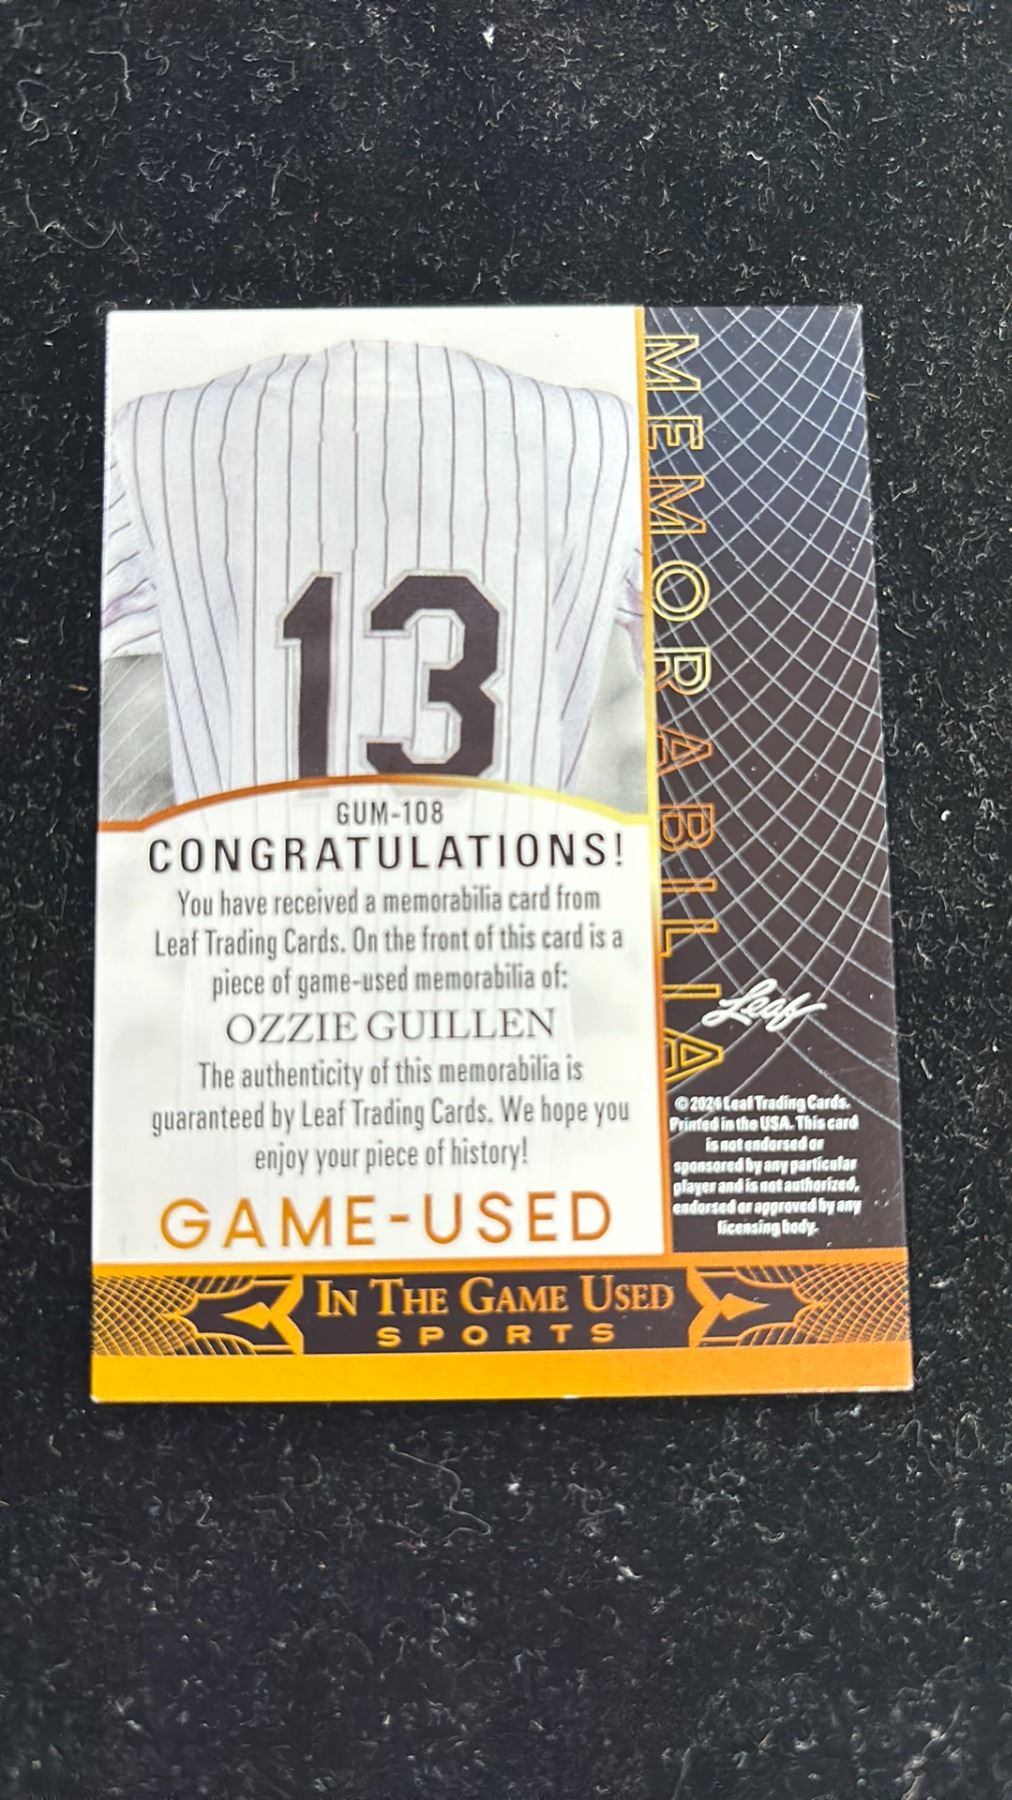 13
GUM-108
CONGRATULATIONS!
You have received a memorabilia card from
Leaf Trading Cards. On the front of this card is a
piece of game-used memorabilia of:
OZZIE GUILLEN
The authenticity of this memorabilia is
guaranteed by Leaf Trading Cards. We hope you
enjoy your piece of history!
GAME-USED
MEMORABILIA
Leaf
© 2024 Leaf Trading Cards.
Printed in the USA. This card
is not endorsed or
sponsored by any particular
player and is not authorized,
endorsed or approved by any
licensing body.
IN THE GAME USED
SPORTS